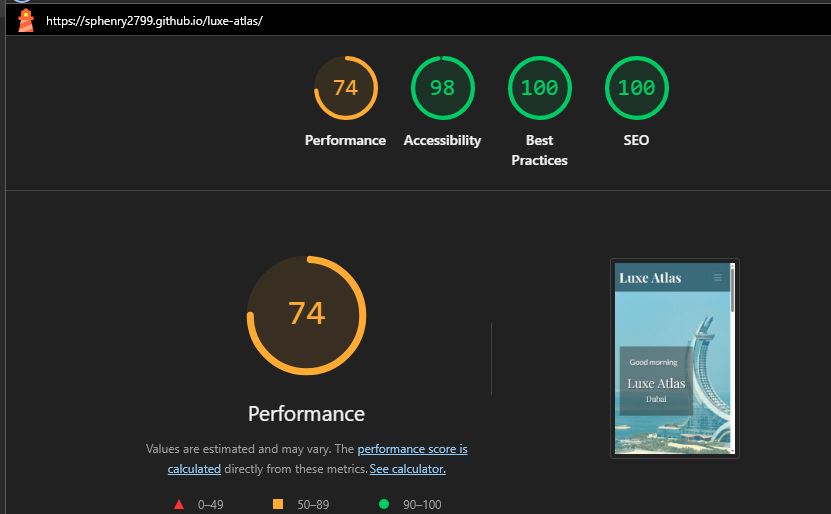 https://sphenry2799.github.io/luxe-atlas/
74
98
100
100
Performance
Accessibility
Best
Practices
SEO
74
Performance
Values are estimated and may vary. The performance score is
calculated directly from these metrics. See calculator.
0–49
50–89
90–100
Luxe Atlas
Good morning
Luxe Atlas
Dubai